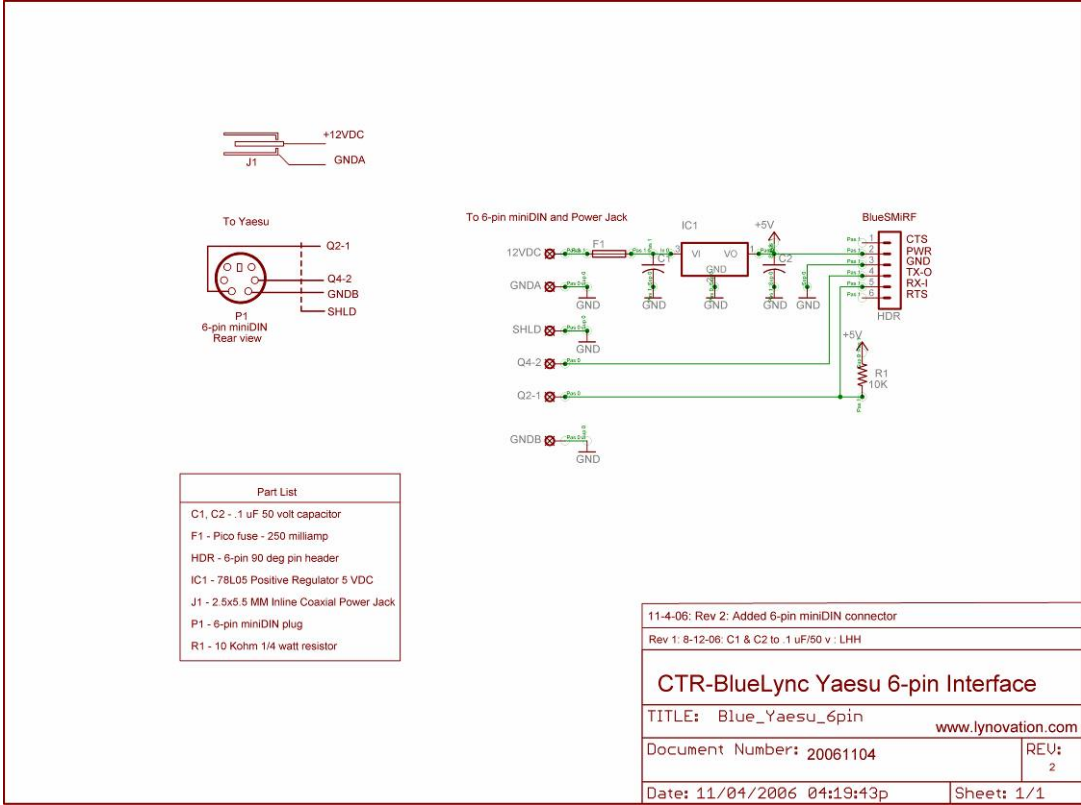 +12VDC
J1
GNDA
To Yaesu
Q2-1
Q4-2
GNDB
SHLD
P1
6-pin miniDIN
Rear view
To 6-pin miniDIN and Power Jack
BlueSMiRF
12VDC
F1
C1
IC1
VI
VO
GND
+5V
C2
1
2
3
4
5
6
CTS
PWR
GND
TX-O
RX-I
RTS
HDR
GNDA
GND
GND
GND
GND
GND
SHLD
GND
+5V
Q4-2
R1
10K
Q2-1
GNDB
GND
Part List
C1, C2 - .1 uF 50 volt capacitor
F1 - Pico fuse - 250 milliamp
HDR - 6-pin 90 deg pin header
IC1 - 78L05 Positive Regulator 5 VDC
J1 - 2.5x5.5 MM Inline Coaxial Power Jack
P1 - 6-pin miniDIN plug
R1 - 10 Kohm 1/4 watt resistor
11-4-06: Rev 2: Added 6-pin miniDIN connector
Rev 1: 8-12-06: C1 & C2 to .1 uF/50 v : LHH
CTR-BlueLync Yaesu 6-pin Interface
TITLE: Blue_Yaesu_6pin
www.lynovation.com
Document Number: 20061104
REV:
2
Date: 11/04/2006 04:19:43p
Sheet: 1/1